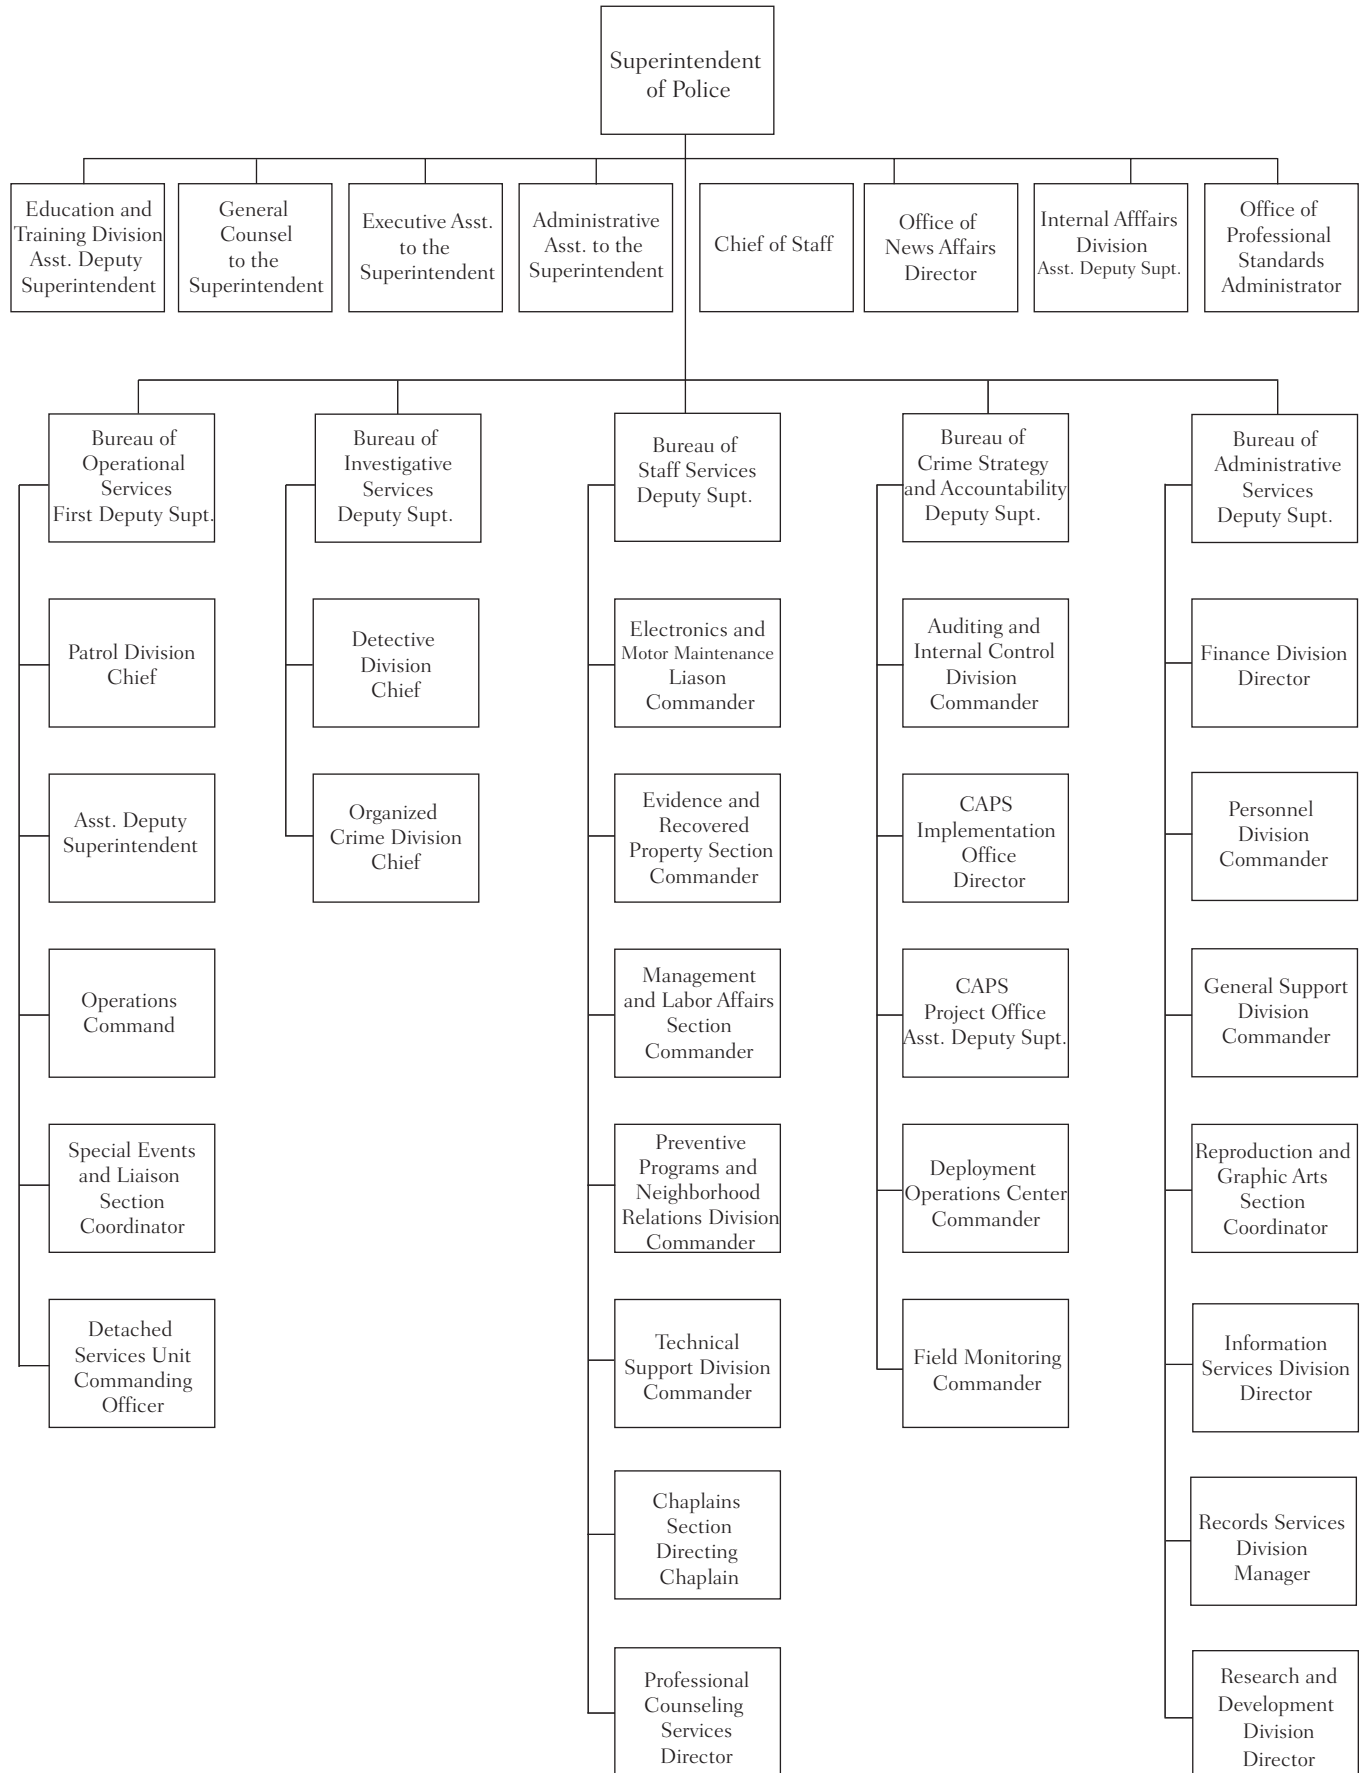 Superintendent
of Police
Education and
Training Division
Asst. Deputy
Superintendent
General
Counsel
to the
Superintendent
Executive Asst.
to the
Superintendent
Administrative
Asst. to the
Superintendent
Chief of Staff
Office of
News Affairs
Director
Internal Afffairs
Division
Asst. Deputy Supt.
Office of
Professional
Standards
Administrator
Bureau of
Operational
Services
First Deputy Supt.
Patrol Division
Chief
Asst. Deputy
Superintendent
Operations
Command
Special Events
and Liaison
Section
Coordinator
Detached
Services Unit
Commanding
Officer
Bureau of
Investigative
Services
Deputy Supt.
Detective
Division
Chief
Organized
Crime Division
Chief
Bureau of
Staff Services
Deputy Supt.
Electronics and
Motor Maintenance
Liason
Commander
Evidence and
Recovered
Property Section
Commander
Management
and Labor Affairs
Section
Commander
Preventive
Programs and
Neighborhood
Relations Division
Commander
Technical
Support Division
Commander
Chaplains
Section
Directing
Chaplain
Professional
Counseling
Services
Director
Bureau of
Crime Strategy
and Accountability
Deputy Supt.
Auditing and
Internal Control
Division
Commander
CAPS
Implementation
Office
Director
CAPS
Project Office
Asst. Deputy Supt.
Deployment
Operations Center
Commander
Field Monitoring
Commander
Bureau of
Administrative
Services
Deputy Supt.
Finance Division
Director
Personnel
Division
Commander
General Support
Division
Commander
Reproduction and
Graphic Arts
Section
Coordinator
Information
Services Division
Director
Records Services
Division
Manager
Research and
Development
Division
Director